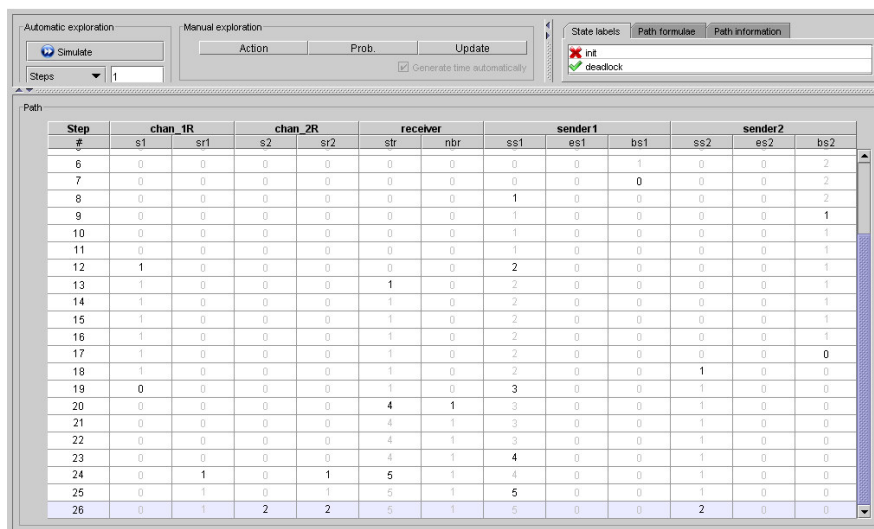 Automatic exploration
Manual exploration
Simulate
Action Prob. Update
Generate time automatically
Steps 1
State labels Path formulae Path information
init
deadlock
Path
Step chan_1R chan_2R receiver sender1 sender2
# s1 sr1 s2 sr2 str nbr ss1 es1 bs1 ss2 es2 bs2
6 0 0 0 0 0 0 0 0 1 0 0 2
7 0 0 0 0 0 0 0 0 0 0 0 2
8 0 0 0 0 0 0 1 0 0 0 0 2
9 0 0 0 0 0 0 1 0 0 0 0 1
10 0 0 0 0 0 0 1 0 0 0 0 1
11 0 0 0 0 0 0 1 0 0 0 0 1
12 1 0 0 0 0 0 2 0 0 0 0 1
13 1 0 0 0 1 0 2 0 0 0 0 1
14 1 0 0 0 1 0 2 0 0 0 0 1
15 1 0 0 0 1 0 2 0 0 0 0 1
16 1 0 0 0 1 0 2 0 0 0 0 1
17 1 0 0 0 1 0 2 0 0 0 0 0
18 1 0 0 0 1 0 2 0 0 1 0 0
19 0 0 0 0 1 0 3 0 0 1 0 0
20 0 0 0 0 4 1 3 0 0 1 0 0
21 0 0 0 0 4 1 3 0 0 1 0 0
22 0 0 0 0 4 1 3 0 0 1 0 0
23 0 0 0 0 4 1 4 0 0 1 0 0
24 0 1 0 1 5 1 4 0 0 1 0 0
25 0 1 0 1 5 1 5 0 0 1 0 0
26 0 1 2 2 5 1 5 0 0 2 0 0